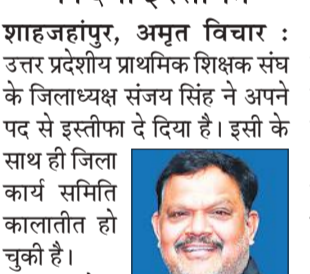 शाहजहांपुर, अमृत विचार :
उत्तर प्रदेशीय प्राथमिक शिक्षक संघ
के जिलाध्यक्ष संजय सिंह ने अपने
पद से इस्तीफा दे दिया है। इसी के
साथ ही जिला
कार्य समिति
कालातीत हो
चुकी है।